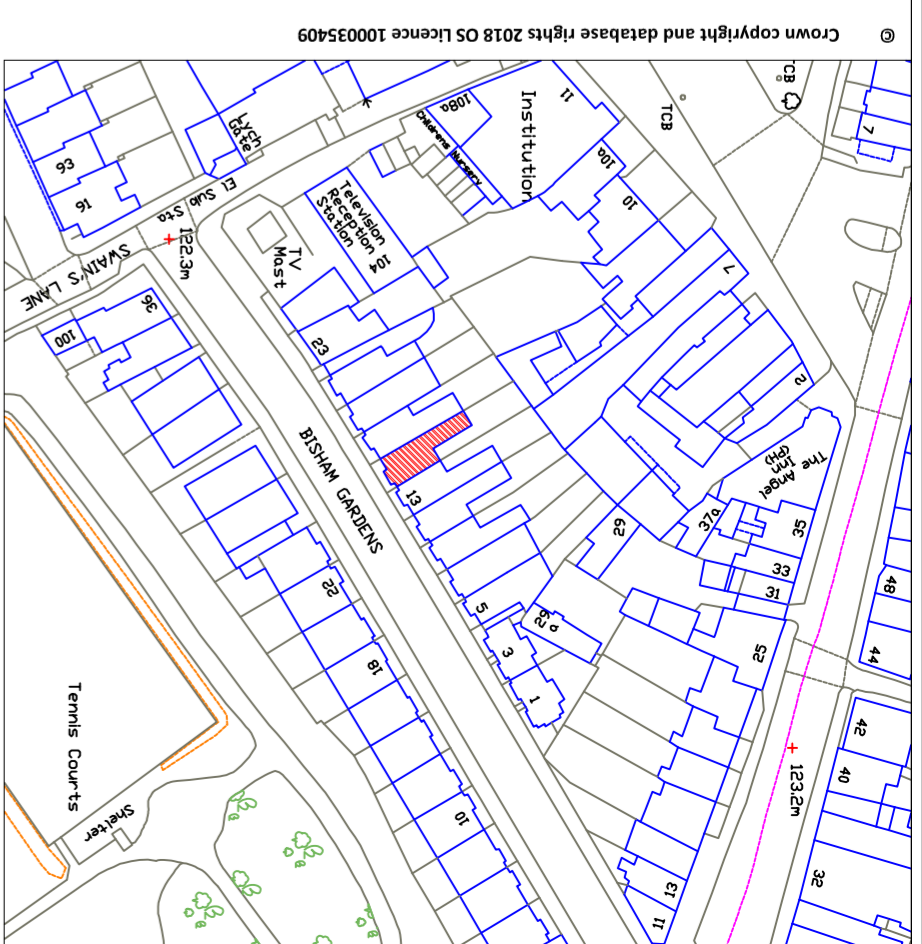 © Crown copyright and database rights 2018 OS Licence 100035409
TCB
7
11
108a
Institution
TCB
Lych
Gate
Childrens Nursery
10a
93
91
El Sub Sta
10
Television
Reception
Station
104
122.3m
TV
Mast
7
SWAIN'S LANE
36
100
23
2
BISHAM GARDENS
The Angel
Inn
(PH)
13
37a
35
29
33
31
48
22
5
29a
3
25
44
18
1
Tennis Courts
42
123.2m
40
Shelter
10
32
13
11